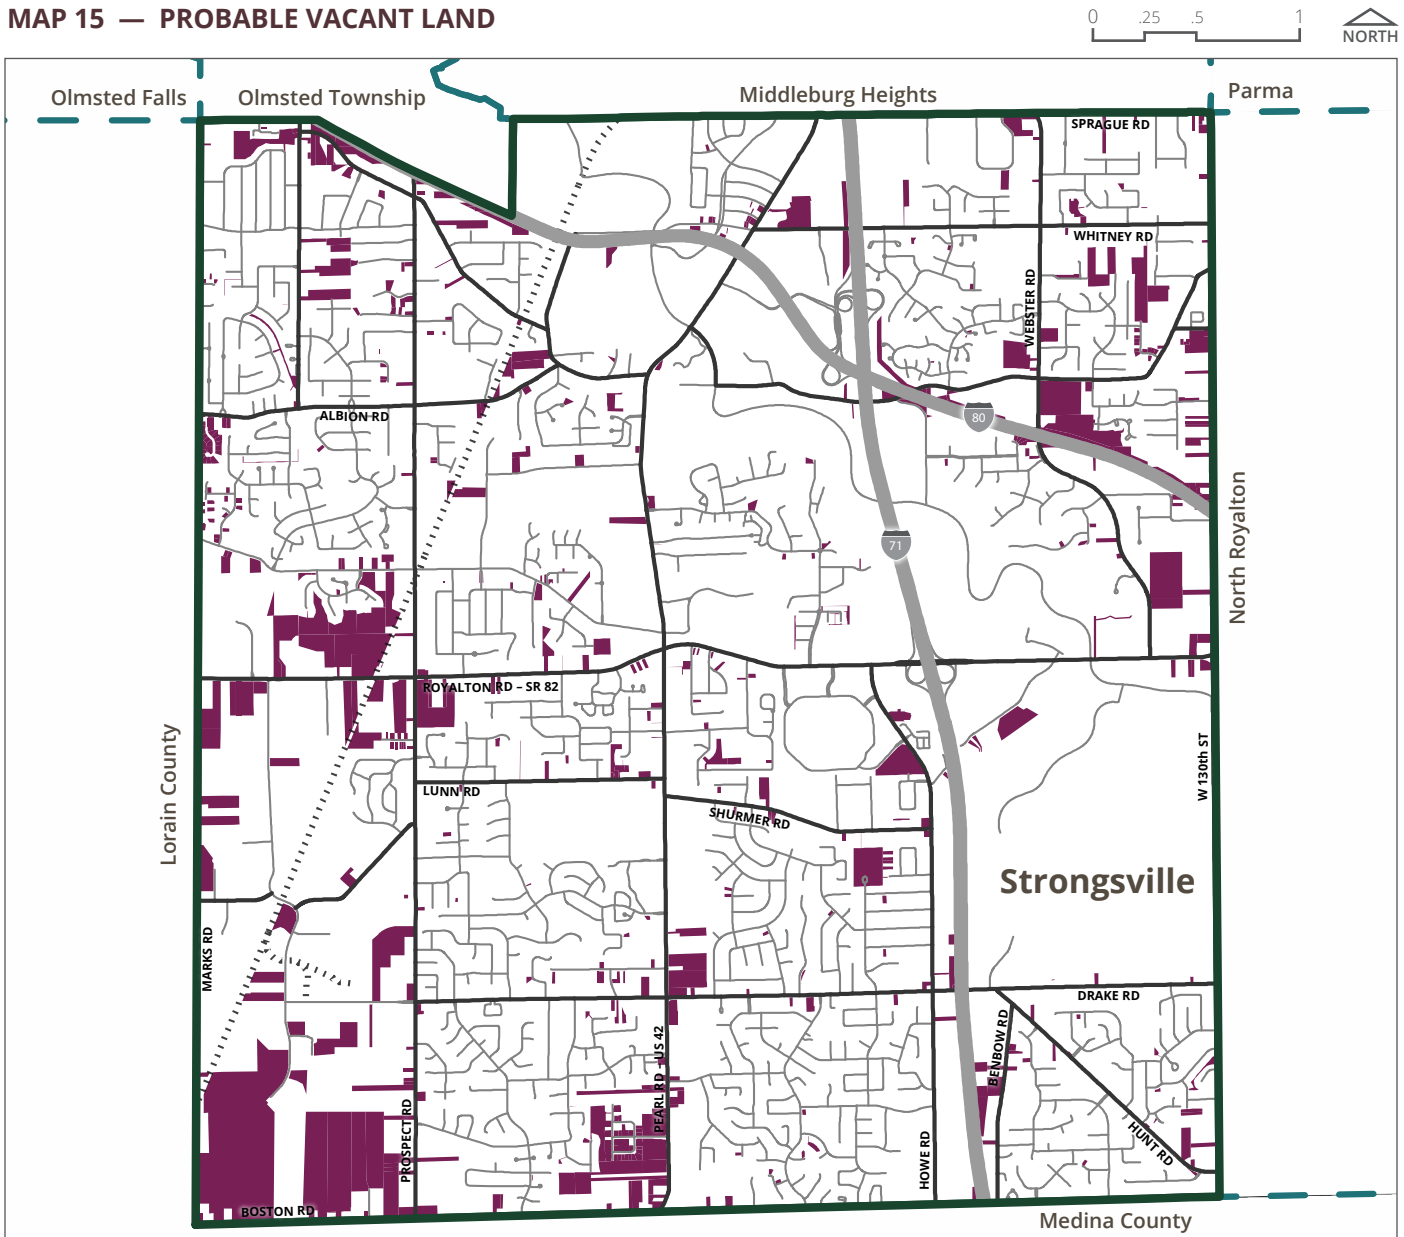 MAP 15 — PROBABLE VACANT LAND
0 .25 .5 1
NORTH
Olmsted Falls
Olmsted Township
Middleburg Heights
Parma
SPRAGUE RD
WHITNEY RD
WEBSTER RD
ALBION RD
80
North Royalton
71
ROYALTON RD – SR 82
Lorain County
W 130th ST
LUNN RD
SHURMER RD
Strongsville
MARKS RD
DRAKE RD
BENBOW RD
PEARL RD – US 42
PROSPECT RD
HOWE RD
HUNT RD
BOSTON RD
Medina County